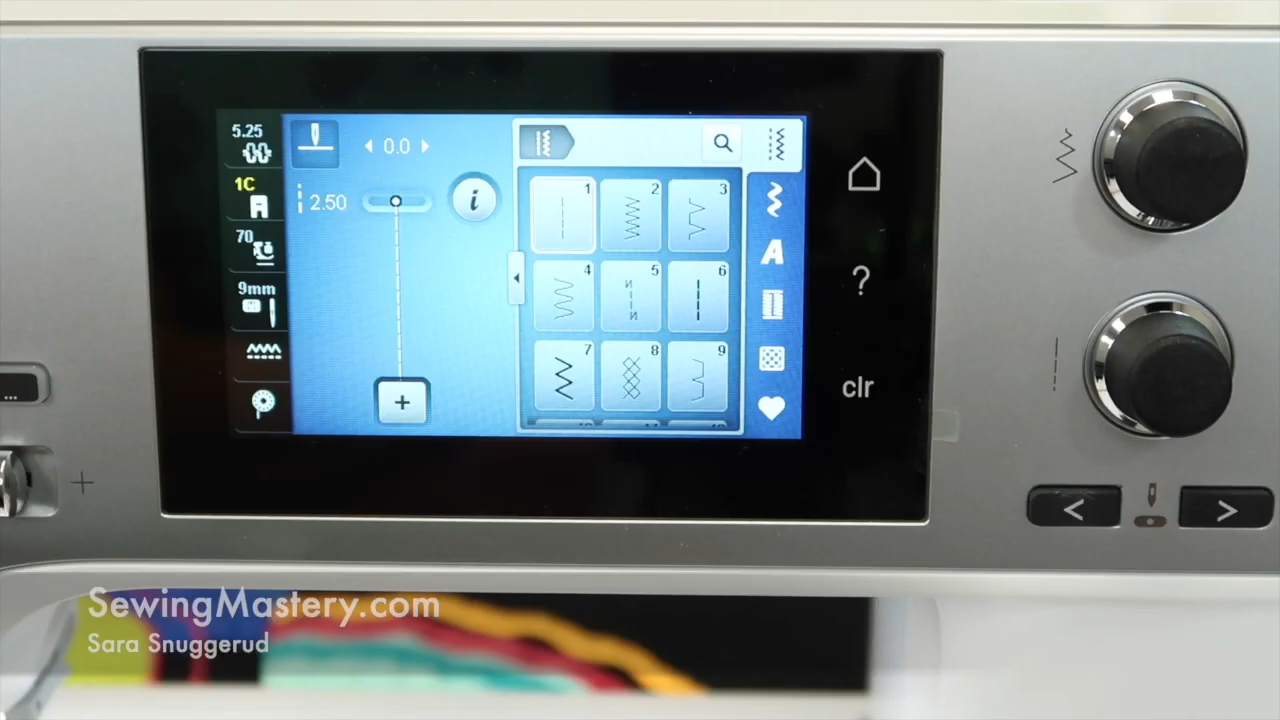 5.25
1C
70
9mm
0.0
2.50
i
+
1
2
3
4
5
6
7
8
9
A
?
clr
...
+
<
>
SewingMastery.com
Sara Snuggerud